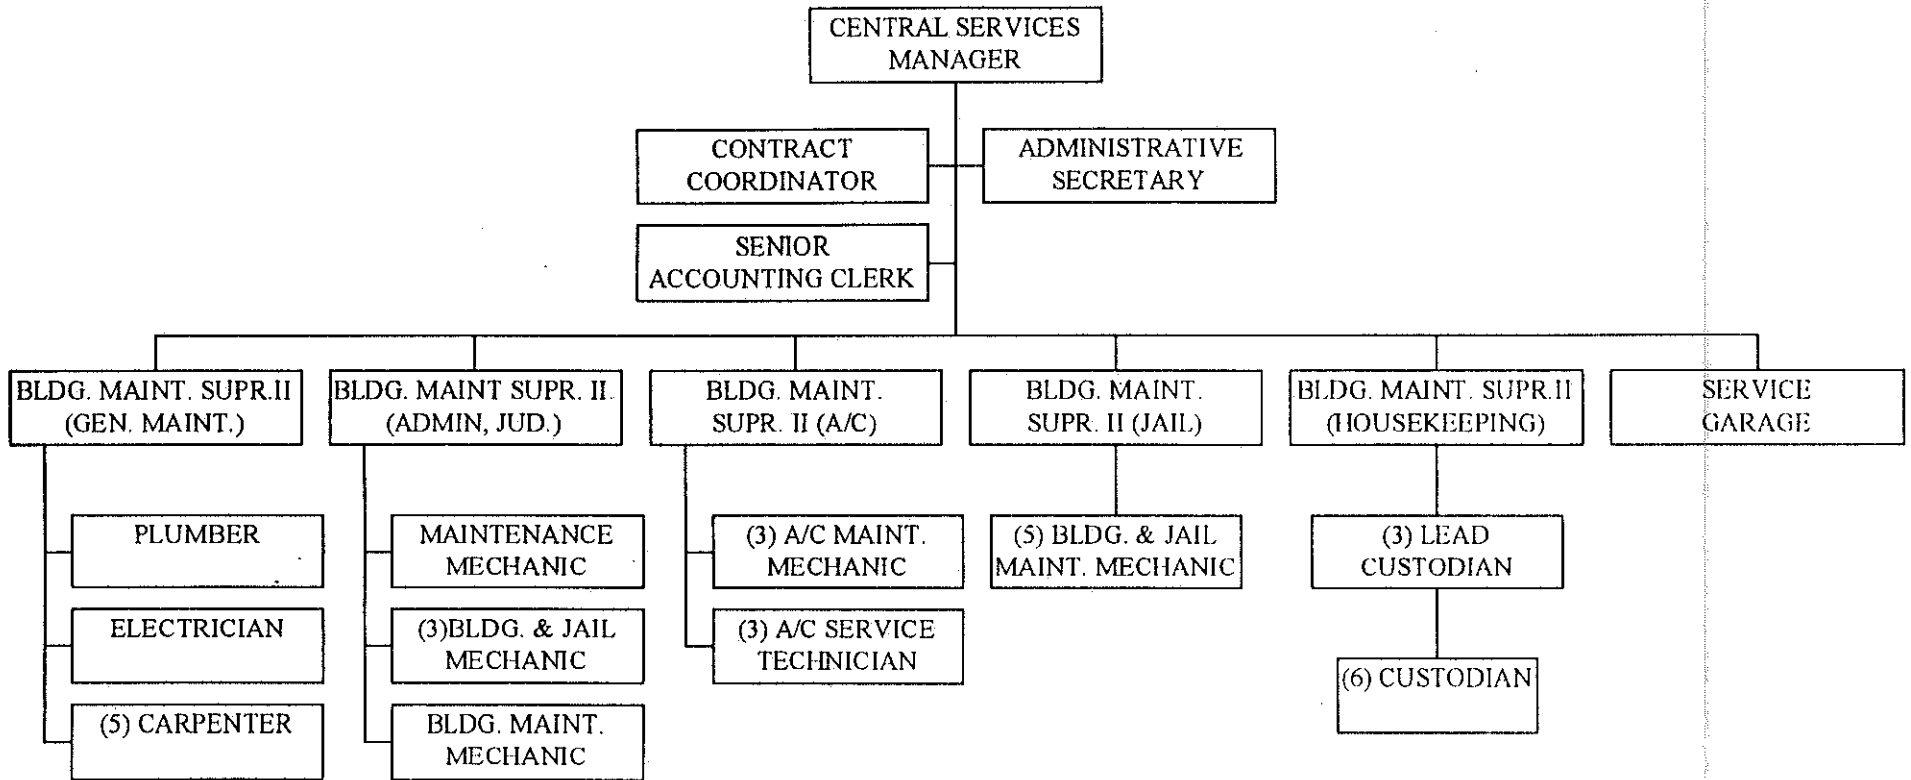 CENTRAL SERVICES
MANAGER
CONTRACT
COORDINATOR
ADMINISTRATIVE
SECRETARY
SENIOR
ACCOUNTING CLERK
BLDG. MAINT. SUPR.II
(GEN. MAINT.)
BLDG. MAINT SUPR. II.
(ADMIN, JUD.)
BLDG. MAINT.
SUPR. II (A/C)
BLDG. MAINT.
SUPR. II (JAIL)
BLDG. MAINT. SUPR.II
(HOUSEKEEPING)
SERVICE
GARAGE
PLUMBER
ELECTRICIAN
(5) CARPENTER
MAINTENANCE
MECHANIC
(3)BLDG. & JAIL
MECHANIC
BLDG. MAINT.
MECHANIC
(3) A/C MAINT.
MECHANIC
(3) A/C SERVICE
TECHNICIAN
(5) BLDG. & JAIL
MAINT. MECHANIC
(3) LEAD
CUSTODIAN
(6) CUSTODIAN